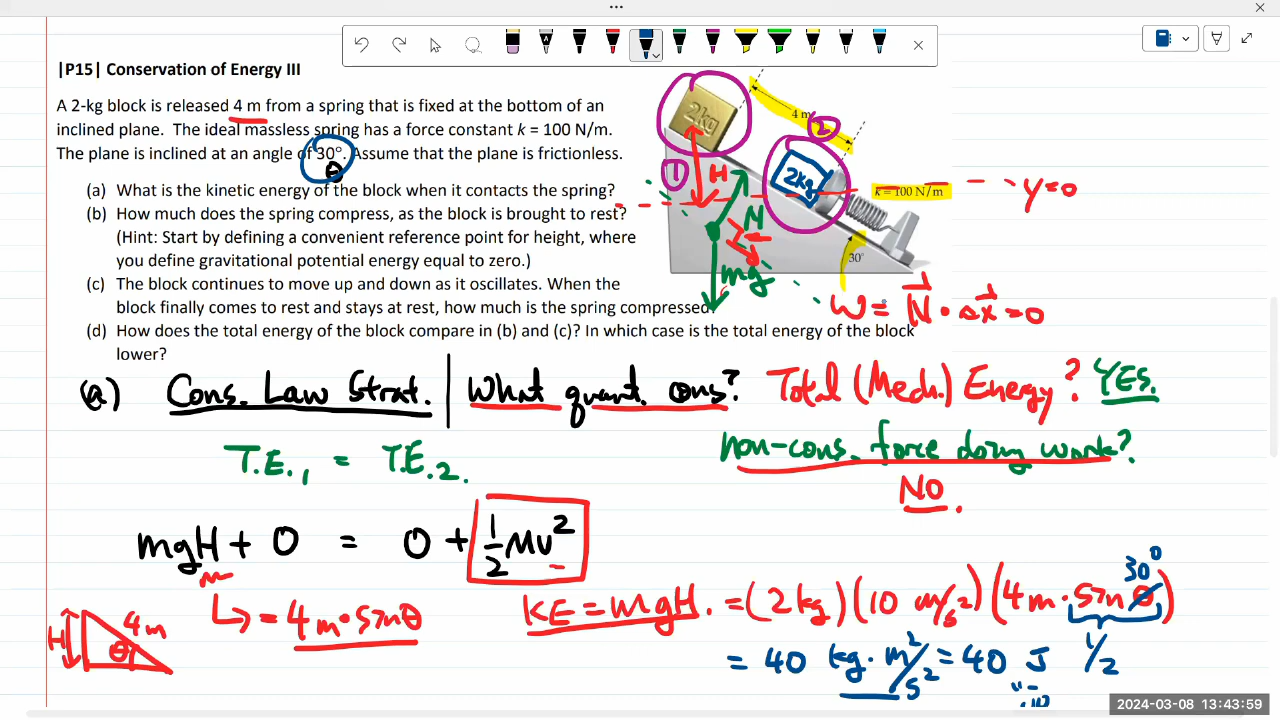 |P15| Conservation of Energy III
A 2-kg block is released 4 m from a spring that is fixed at the bottom of an
inclined plane. The ideal massless spring has a force constant k = 100 N/m.
The plane is inclined at an angle of 30°. Assume that the plane is frictionless.
θ
(a) What is the kinetic energy of the block when it contacts the spring?
(b) How much does the spring compress, as the block is brought to rest?
(Hint: Start by defining a convenient reference point for height, where
you define gravitational potential energy equal to zero.)
(c) The block continues to move up and down as it oscillates. When the
block finally comes to rest and stays at rest, how much is the spring compressed?
(d) How does the total energy of the block compare in (b) and (c)? In which case is the total energy of the block
lower?
2kg
4 m
2
1
H
2kg
k = 100 N/m
y=0
N
mg
30°
W = N⃗ · Δx⃗ = 0
(a) Cons. Law Strat. | What quant. cons? Total (Mech.) Energy? YES.
T.E.₁ = T.E.₂.
non-cons. force doing work?
NO.
mgH + 0 = 0 + ½Mv²
↳ = 4m·sinθ
H
4m
θ
KE = mgH. = (2kg)(10 m/s²)(4m·sinθ)
30°
1/2
= 40 kg·m²/s² = 40 J
2024-03-08 13:43:59